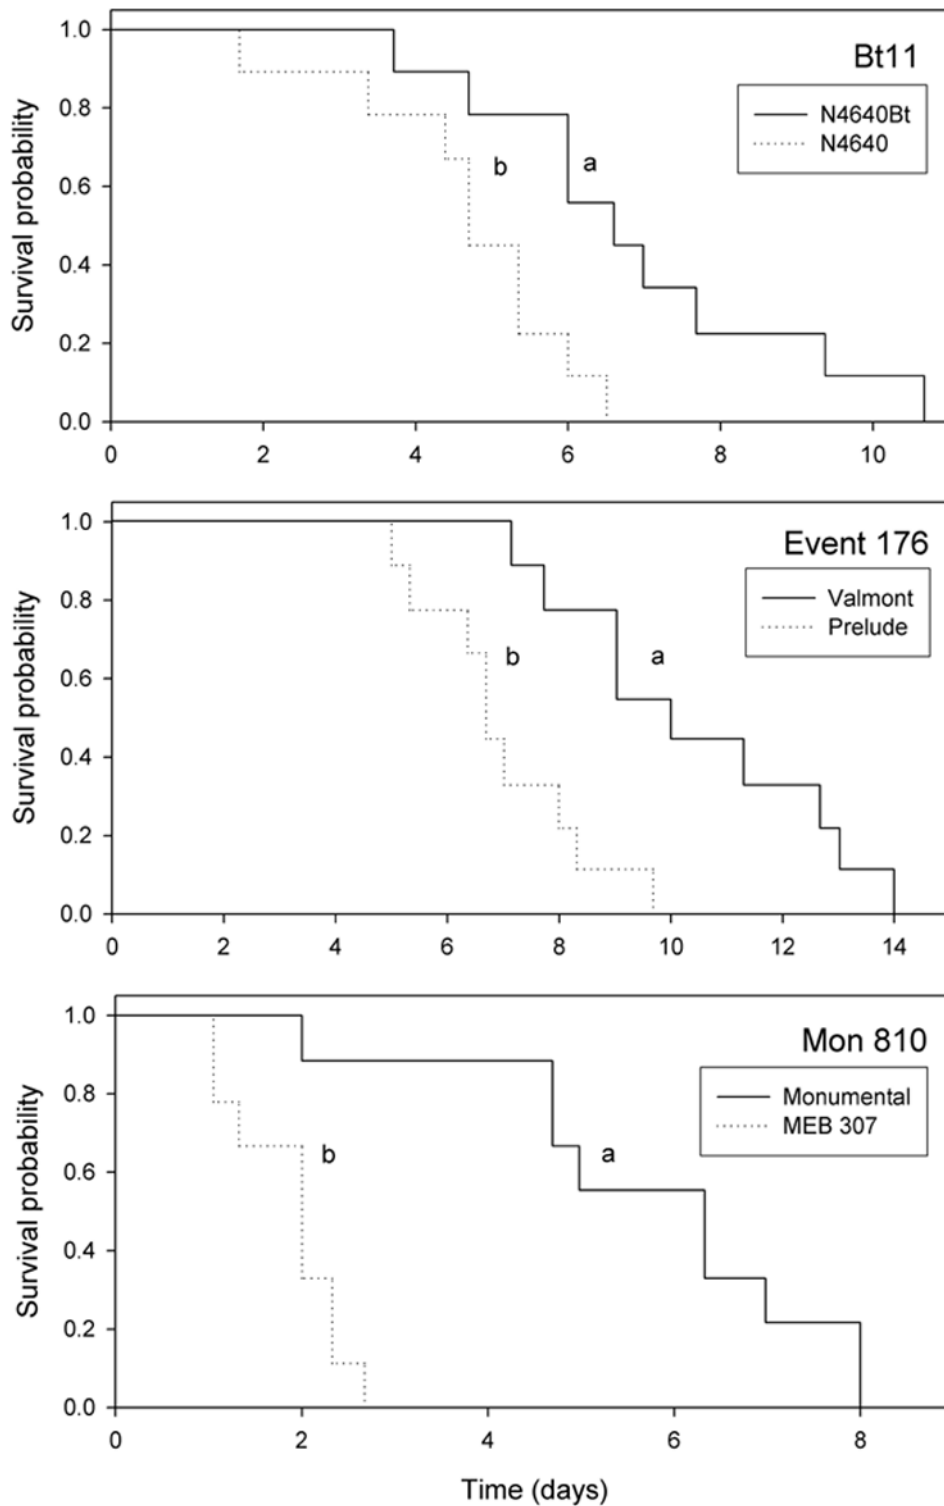 Bt11
N4640Bt
N4640
Survival probability
1.0
0.8
0.6
0.4
0.2
0.0
b
a
0 2 4 6 8 10
Event 176
Valmont
Prelude
Survival probability
1.0
0.8
0.6
0.4
0.2
0.0
b
a
0 2 4 6 8 10 12 14
Mon 810
Monumental
MEB 307
Survival probability
1.0
0.8
0.6
0.4
0.2
0.0
b
a
0 2 4 6 8
Time (days)